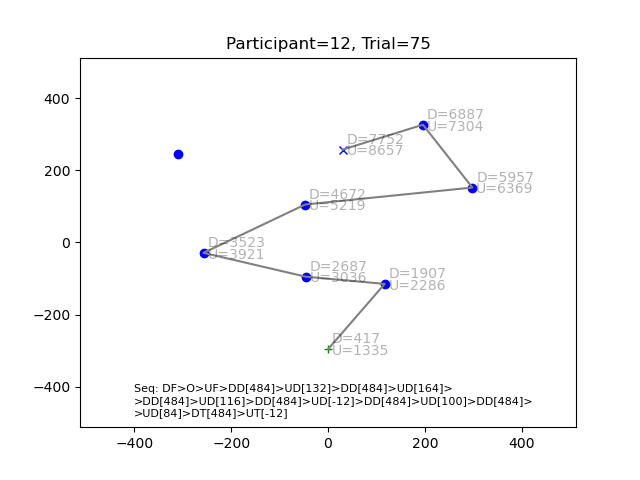 Participant=12, Trial=75
400
200
0
−200
−400
−400
−200
0
200
400
D=6887
U=7304
D=7752
U=8657
D=5957
U=6369
D=4672
U=5219
D=3523
U=3921
D=2687
U=3036
D=1907
U=2286
D=417
U=1335
Seq: DF>O>UF>DD[484]>UD[132]>DD[484]>UD[164]>
>DD[484]>UD[116]>DD[484]>UD[-12]>DD[484]>UD[100]>DD[484]>
>UD[84]>DT[484]>UT[-12]